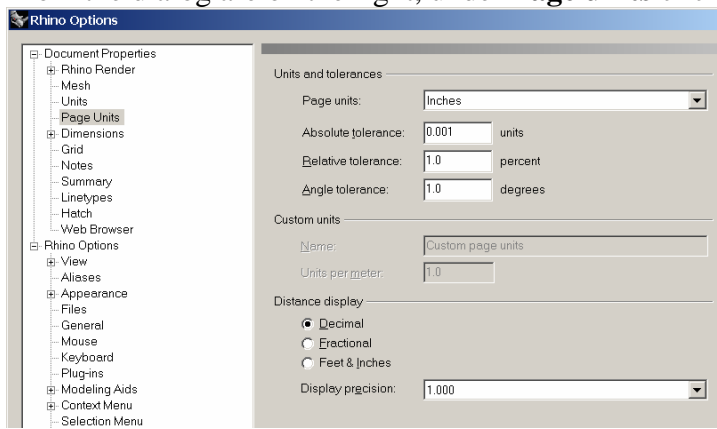 Rhino Options
Document Properties
Rhino Render
Mesh
Units
Page Units
Dimensions
Grid
Notes
Summary
Linetypes
Hatch
Web Browser
Rhino Options
View
Aliases
Appearance
Files
General
Mouse
Keyboard
Plug-ins
Modeling Aids
Context Menu
Selection Menu
Units and tolerances
Page units: Inches
Absolute tolerance: 0.001 units
Relative tolerance: 1.0 percent
Angle tolerance: 1.0 degrees
Custom units
Name: Custom page units
Units per meter: 1.0
Distance display
Decimal
Fractional
Feet & Inches
Display precision: 1.000